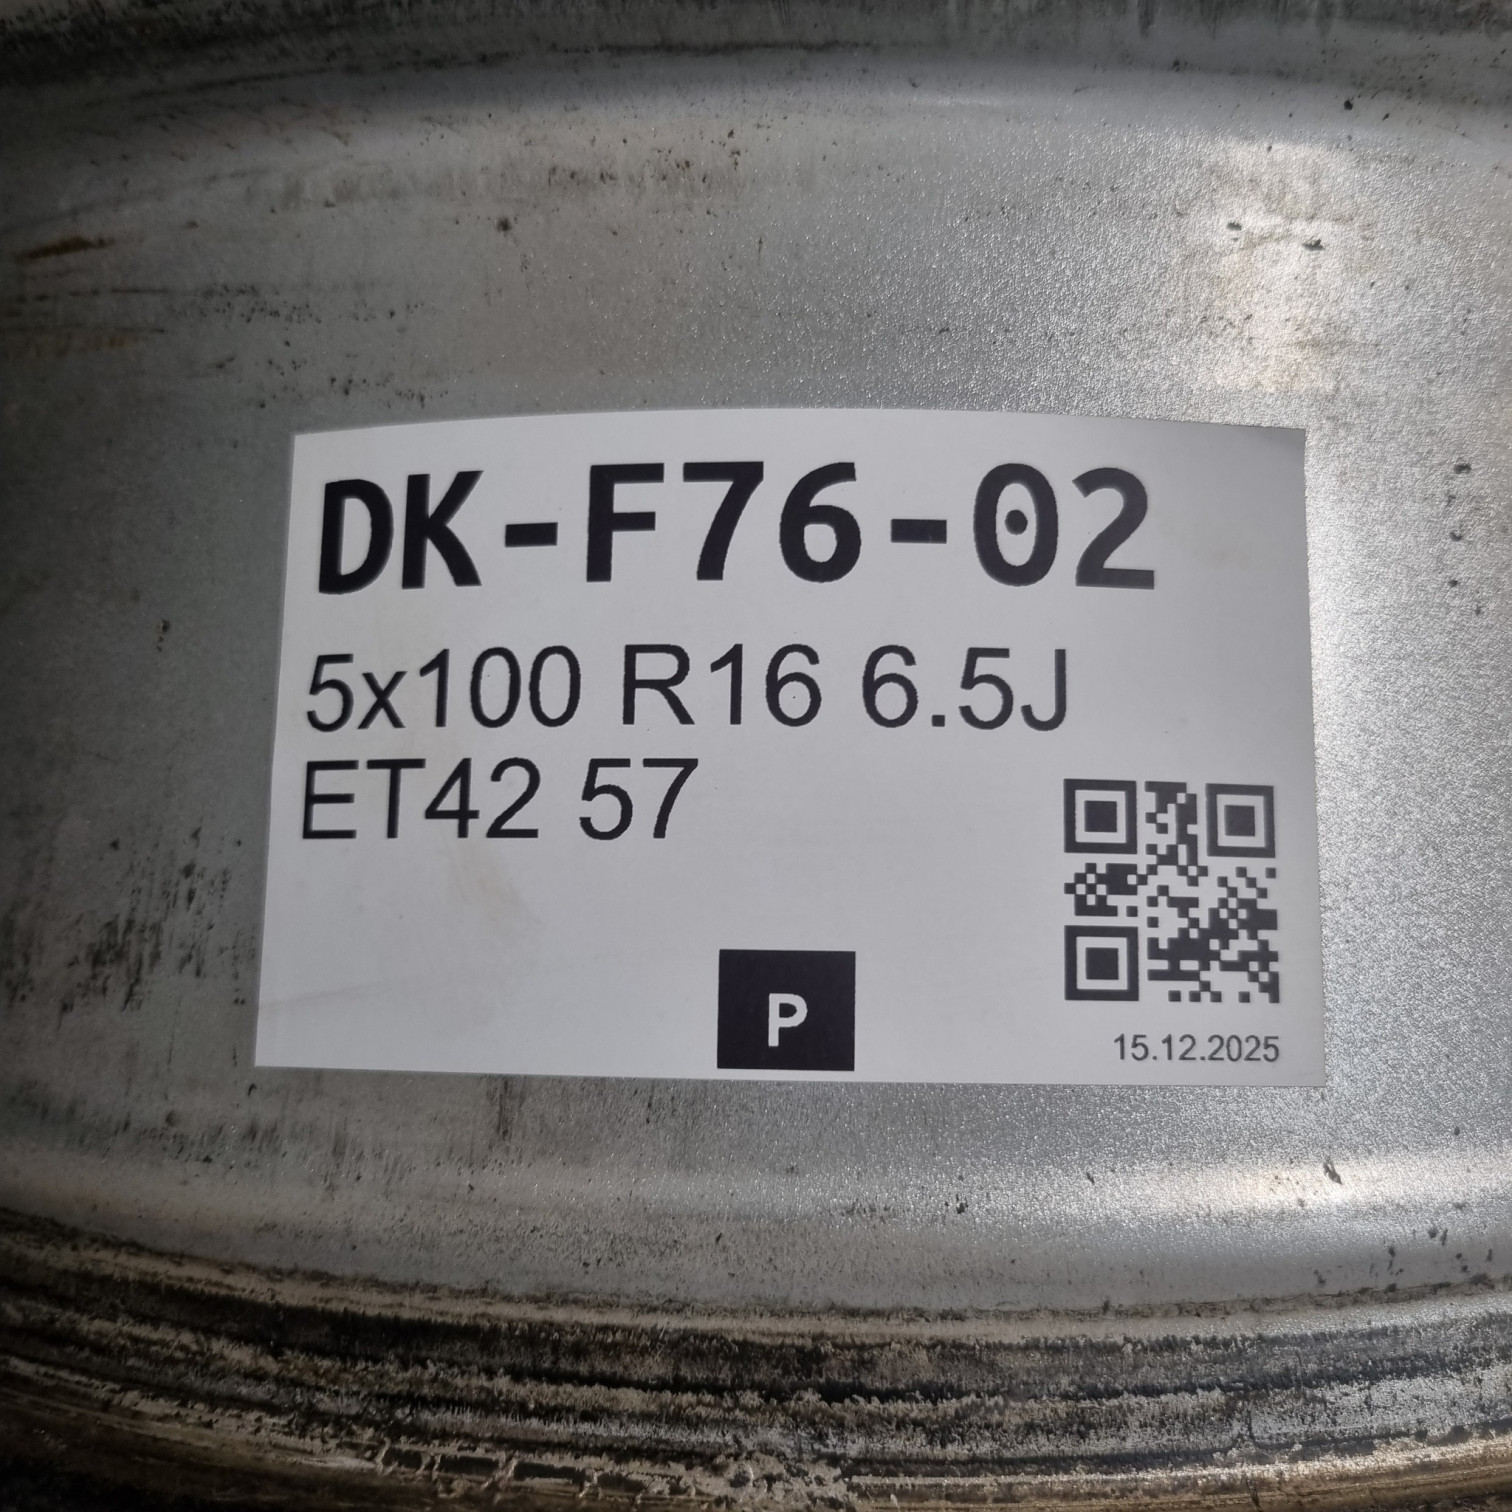 DK-F76-02
5x100 R16 6.5J
ET42 57
P
15.12.2025